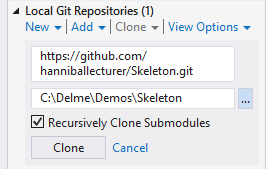 Local Git Repositories (1)
New Add Clone View Options
https://github.com/
hanniballecturer/Skeleton.git
C:\Delme\Demos\Skeleton
...
Recursively Clone Submodules
Clone Cancel